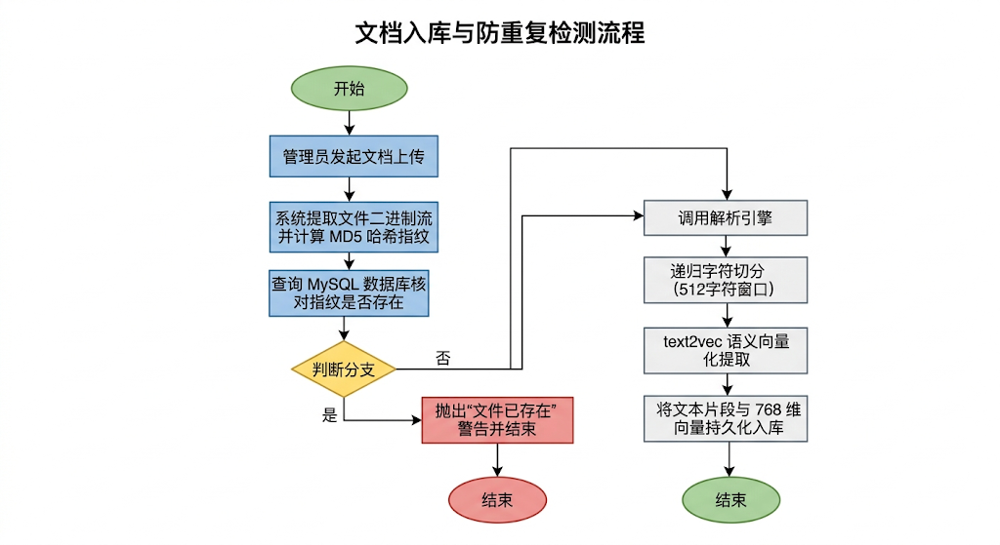 文档入库与防重复检测流程
开始
管理员发起文档上传
系统提取文件二进制流
并计算 MD5 哈希指纹
查询 MySQL 数据库核
对指纹是否存在
判断分支
否
是
抛出“文件已存在”
警告并结束
结束
调用解析引擎
递归字符切分
（512字符窗口）
text2vec 语义向量
化提取
将文本片段与 768 维
向量持久化入库
结束